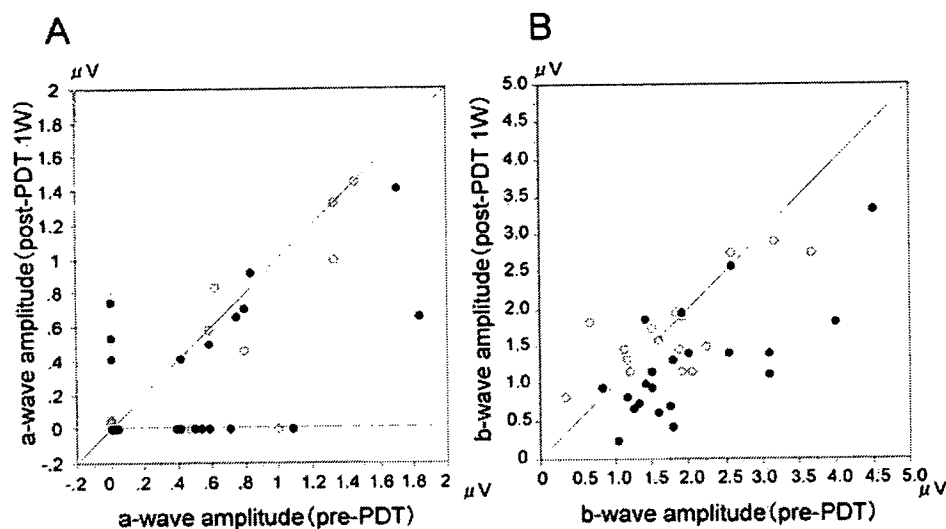 A
μV
a-wave amplitude (post-PDT 1W)
2
1.8
1.6
1.4
1.2
1
.8
.6
.4
.2
0
-.2
-.2 0 .2 .4 .6 .8 1 1.2 1.4 1.6 1.8 2
μV
a-wave amplitude (pre-PDT)
B
μV
b-wave amplitude (post-PDT 1W)
5.0
4.5
4.0
3.5
3.0
2.5
2.0
1.5
1.0
0.5
0
0 0.5 1.0 1.5 2.0 2.5 3.0 3.5 4.0 4.5 5.0
μV
b-wave amplitude (pre-PDT)